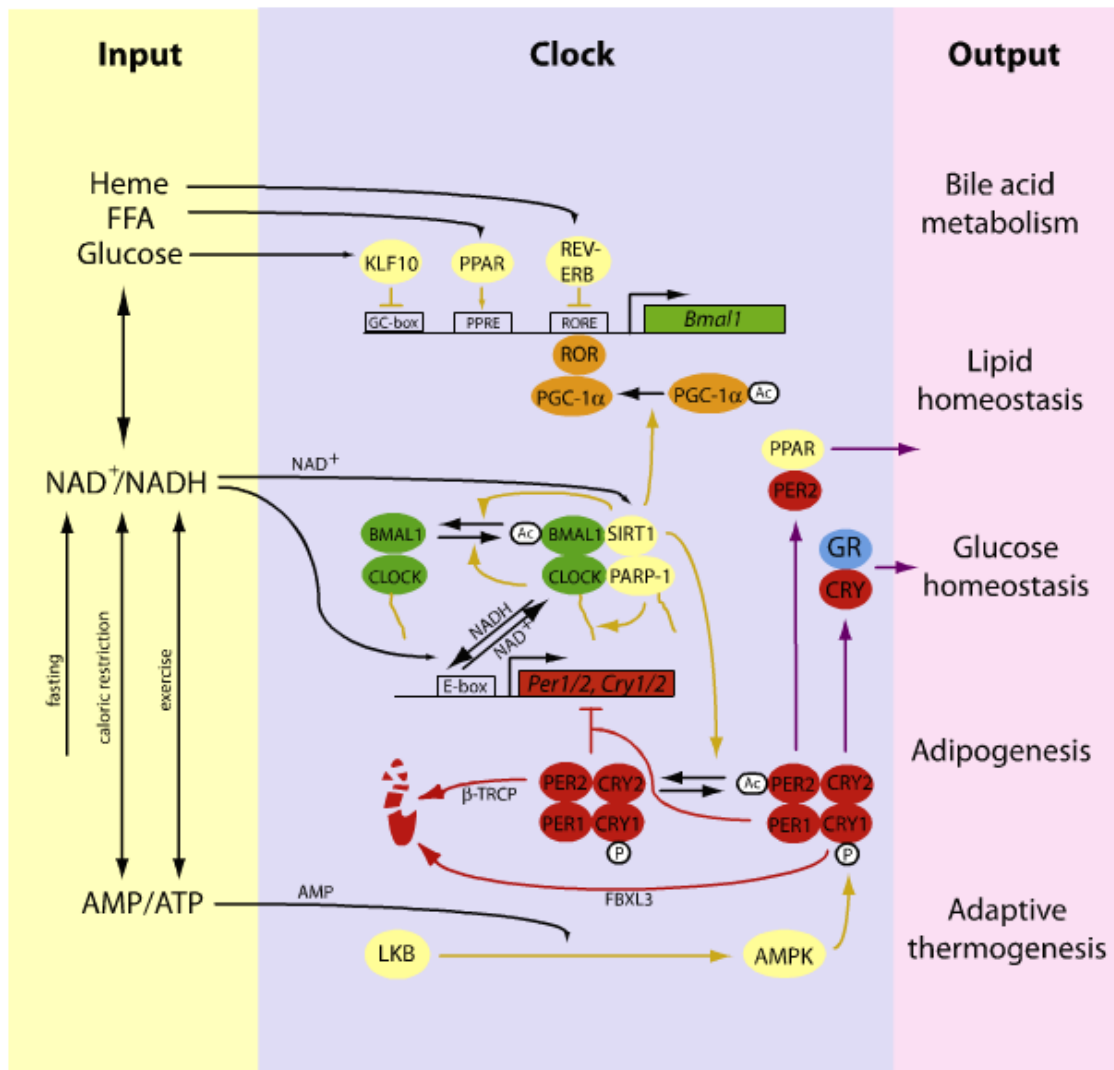 Input
Clock
Output
Heme
FFA
Glucose
NAD+/NADH
fasting
caloric restriction
exercise
AMP/ATP
KLF10
PPAR
REV-
ERB
GC-box
PPRE
RORE
Bmal1
ROR
PGC-1α
PGC-1α
Ac
NAD+
BMAL1
CLOCK
Ac
BMAL1
SIRT1
CLOCK
PARP-1
NADH
NAD+
E-box
Per1/2, Cry1/2
PPAR
PER2
GR
CRY
β-TRCP
PER2
CRY2
PER1
CRY1
P
Ac
PER2
CRY2
PER1
CRY1
P
FBXL3
AMP
LKB
AMPK
Bile acid
metabolism
Lipid
homeostasis
Glucose
homeostasis
Adipogenesis
Adaptive
thermogenesis